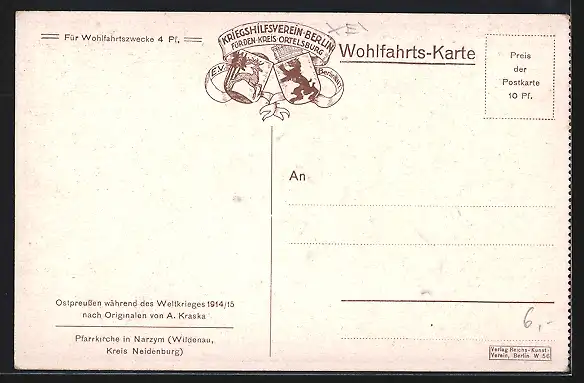 Für Wohlfahrtszwecke 4 Pf.
KRIEGSHILFSVEREIN·BERLIN
FÜR·DEN·KREIS·ORTELSBURG
E.V.
Wohlfahrts-Karte
Preis
der
Postkarte
10 Pf.
An
Ostpreußen während des Weltkrieges 1914/15
nach Originalen von A. Kraska
Pfarrkirche in Narzym (Wildenau,
Kreis Neidenburg)
6,-
Verlag Reichs-Kunst-
Verein, Berlin W 56